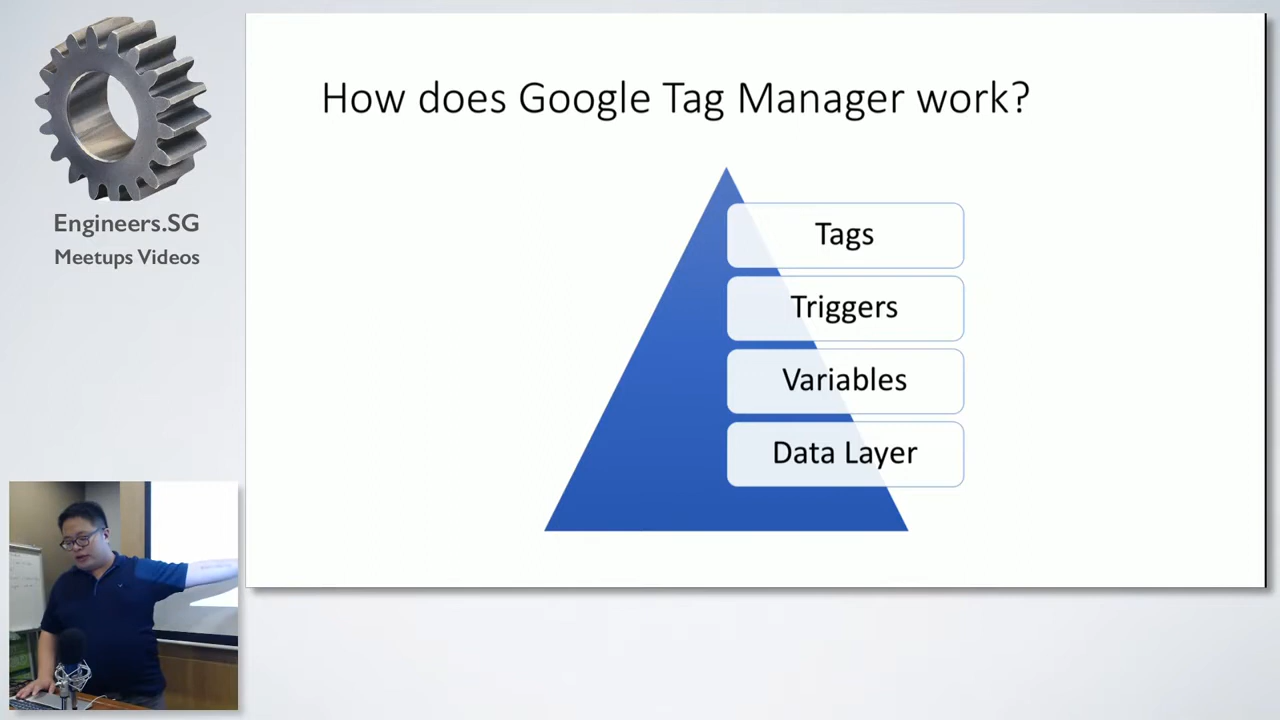 Engineers.SG
Meetups Videos
How does Google Tag Manager work?
Tags
Triggers
Variables
Data Layer